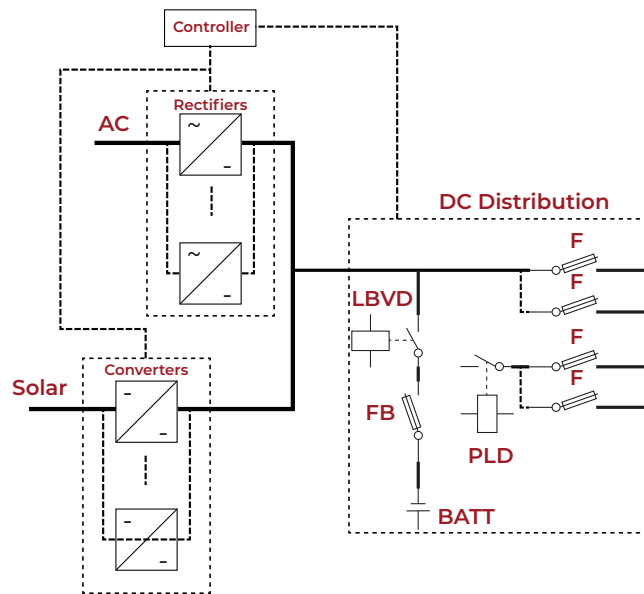 Controller
Rectifiers
AC
~
-
~
-
DC Distribution
F
F
LBVD
F
Converters
F
Solar
-
-
FB
PLD
BATT
-
-